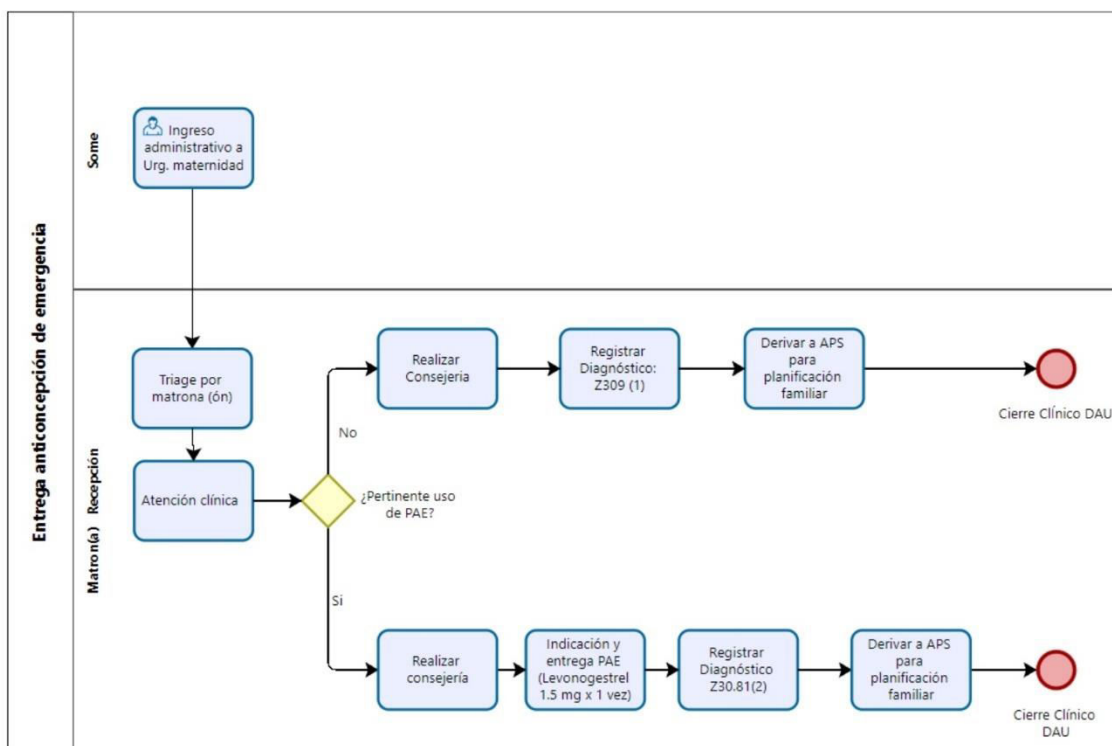 Entrega anticoncepción de emergencia
Some
Ingreso
administrativo a
Urg. maternidad
Matron(a) Recepción
Triage por
matrona (ón)
Atención clínica
¿Pertinente uso
de PAE?
No
Realizar
Consejeria
Registrar
Diagnóstico:
Z309 (1)
Derivar a APS
para
planificación
familiar
Cierre Clínico DAU
Si
Realizar
consejería
Indicación y
entrega PAE
(Levonogestrel
1.5 mg x 1 vez)
Registrar
Diagnóstico
Z30.81(2)
Derivar a APS
para
planificación
familiar
Cierre Clínico
DAU